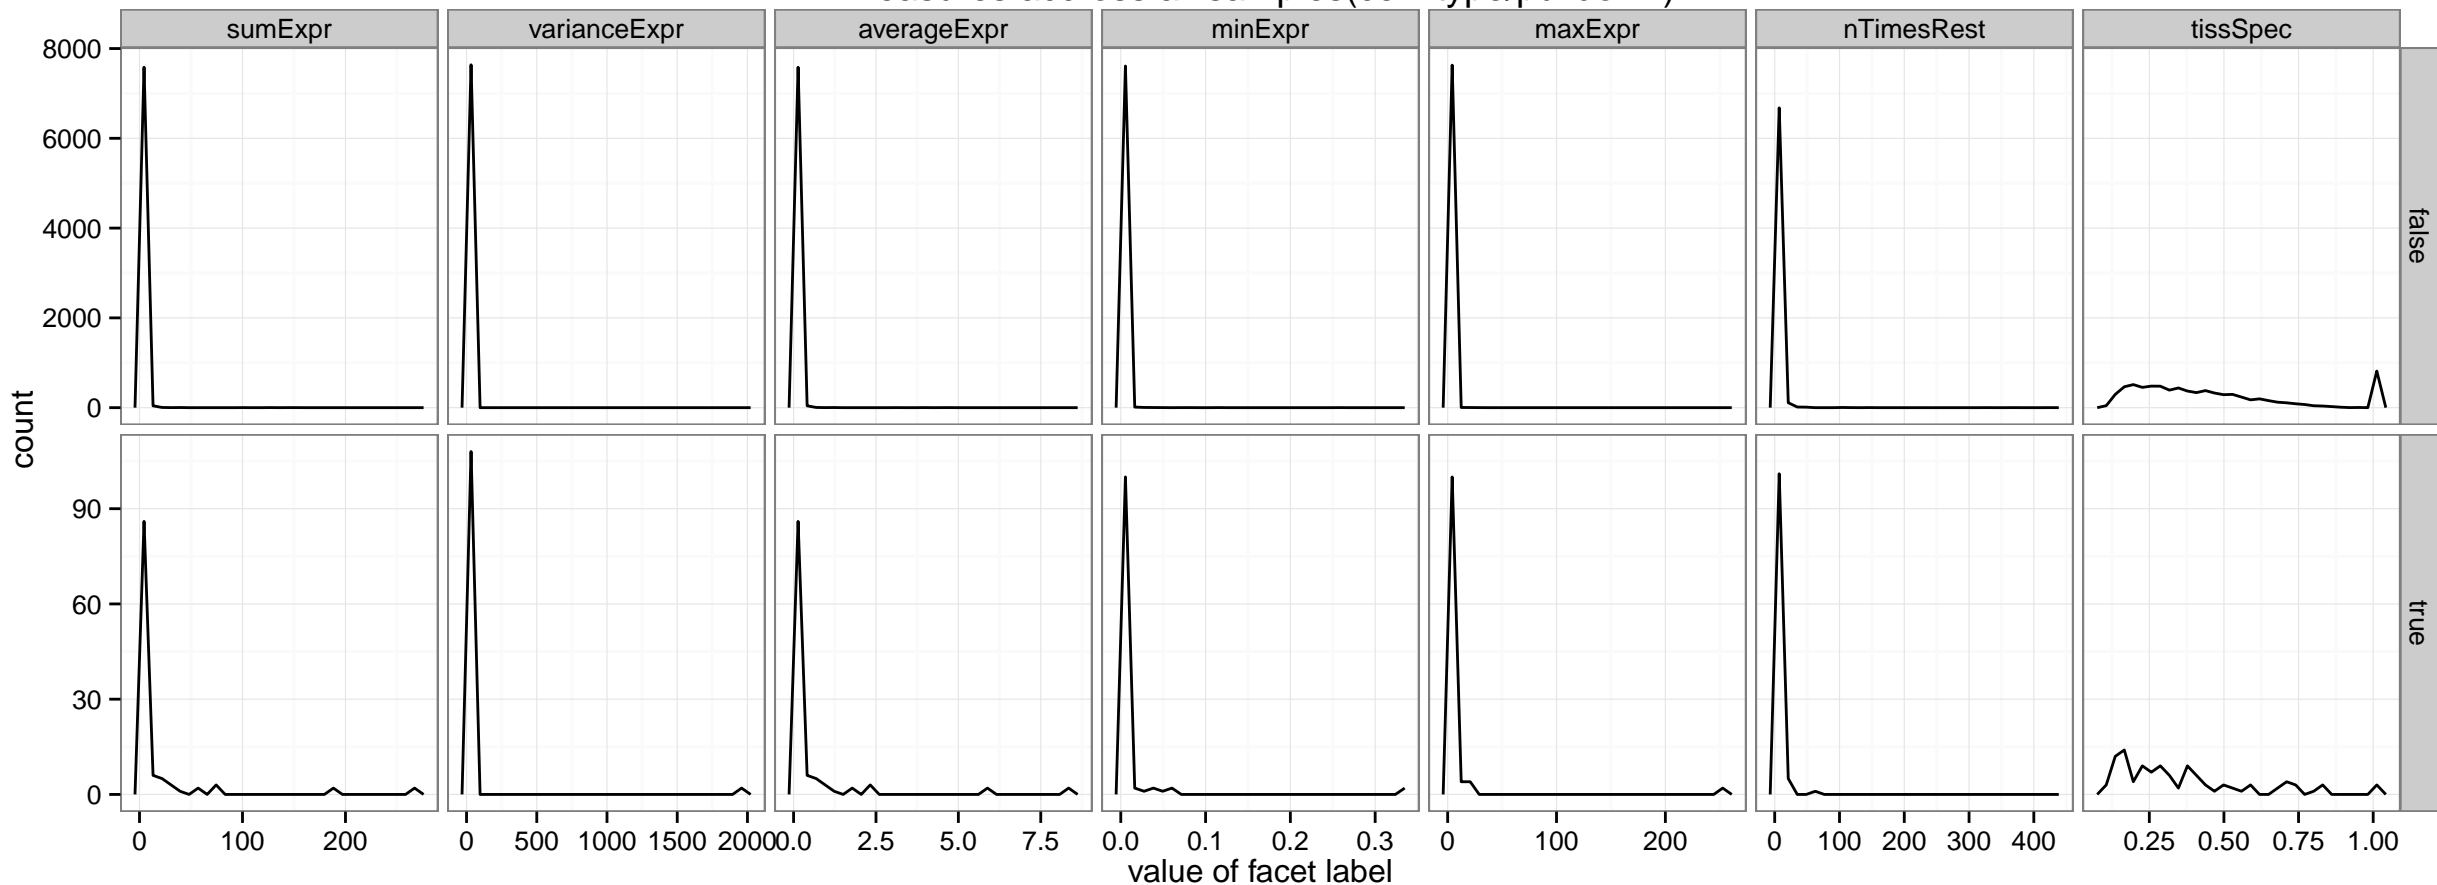 sumExpr varianceExpr averageExpr minExpr maxExpr nTimesRest tissSpec
8000
6000
4000
2000
0
false
90
60
30
0
true
count
0 100 200 0 500 1000 1500 2000 0.0 2.5 5.0 7.5 0.0 0.1 0.2 0.3 0 100 200 0 100 200 300 400 0.25 0.50 0.75 1.00
value of facet label